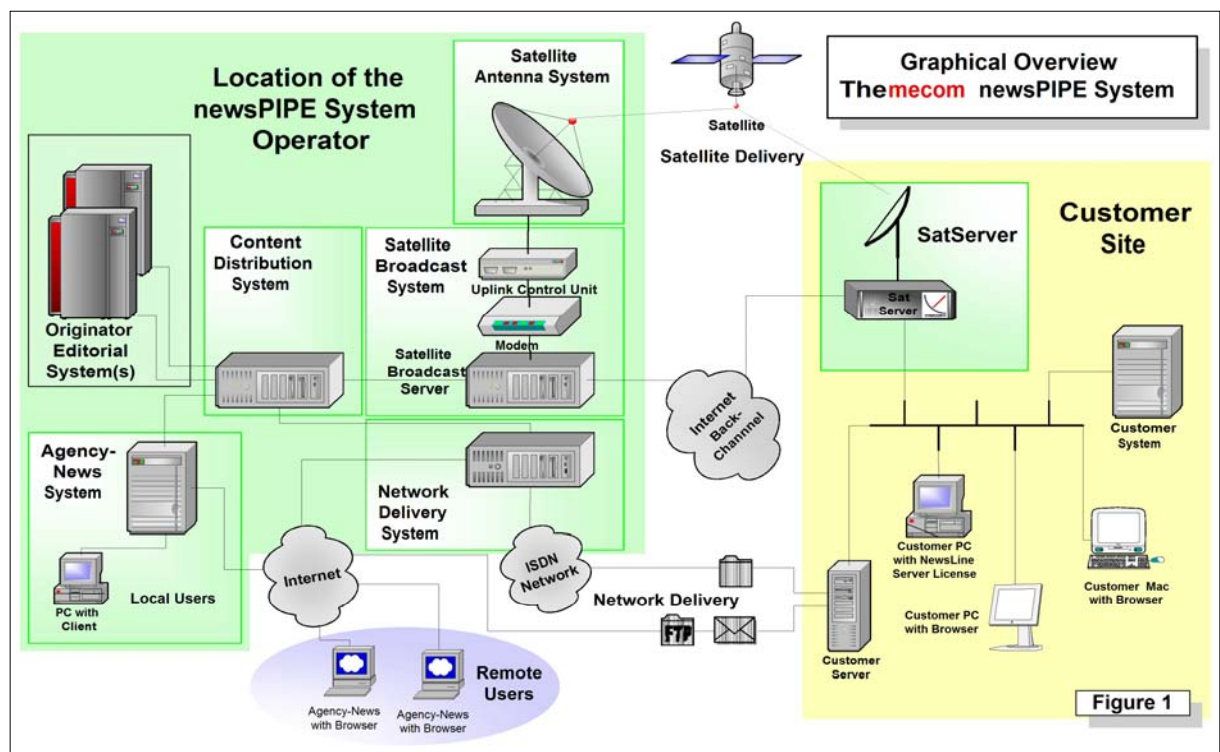 Location of the
newsPIPE System
Operator
Satellite
Antenna System
Satellite
Satellite Delivery
Graphical Overview
Themecom newsPIPE System
Originator
Editorial
System(s)
Content
Distribution
System
Satellite
Broadcast
System
Uplink Control Unit
Modem
Satellite
Broadcast
Server
Agency-
News
System
PC with
Client
Local Users
Network
Delivery
System
Internet
ISDN
Network
Internet
Back-
Channnel
Network Delivery
FTP
Remote
Users
Agency-News
with Browser
Agency-News
with Browser
Customer
Site
SatServer
Sat
Server
Customer
System
Customer PC
with NewsLine
Server License
Customer Mac
with Browser
Customer PC
with Browser
Customer
Server
Figure 1